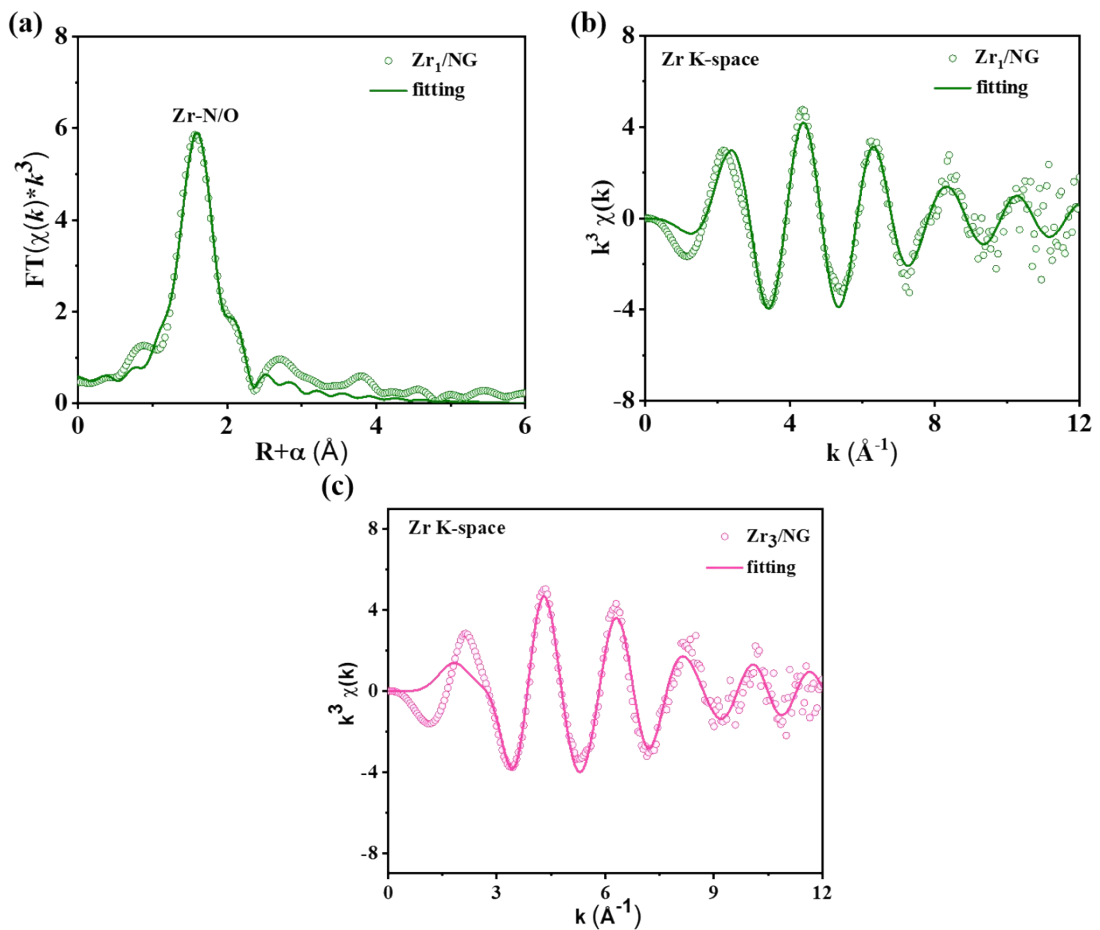 (a)
8
6
4
2
0
FT(χ(k)*k³)
Zr₁/NG
fitting
Zr-N/O
0 2 4 6
R+α (Å)
(b)
8
4
0
-4
-8
k³ χ(k)
Zr K-space
Zr₁/NG
fitting
0 4 8 12
k (Å⁻¹)
(c)
8
4
0
-4
-8
k³ χ(k)
Zr K-space
Zr₃/NG
fitting
0 3 6 9 12
k (Å⁻¹)